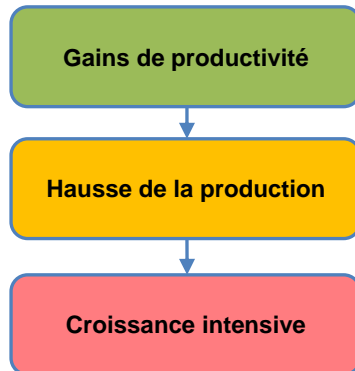 Gains de productivité
Hausse de la production
Croissance intensive